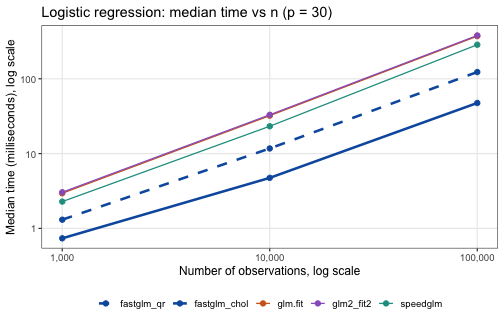 Logistic regression: median time vs n (p = 30)
Median time (milliseconds), log scale
100
10
1
1,000 10,000 100,000
Number of observations, log scale
fastglm_qr fastglm_chol glm.fit glm2_fit2 speedglm